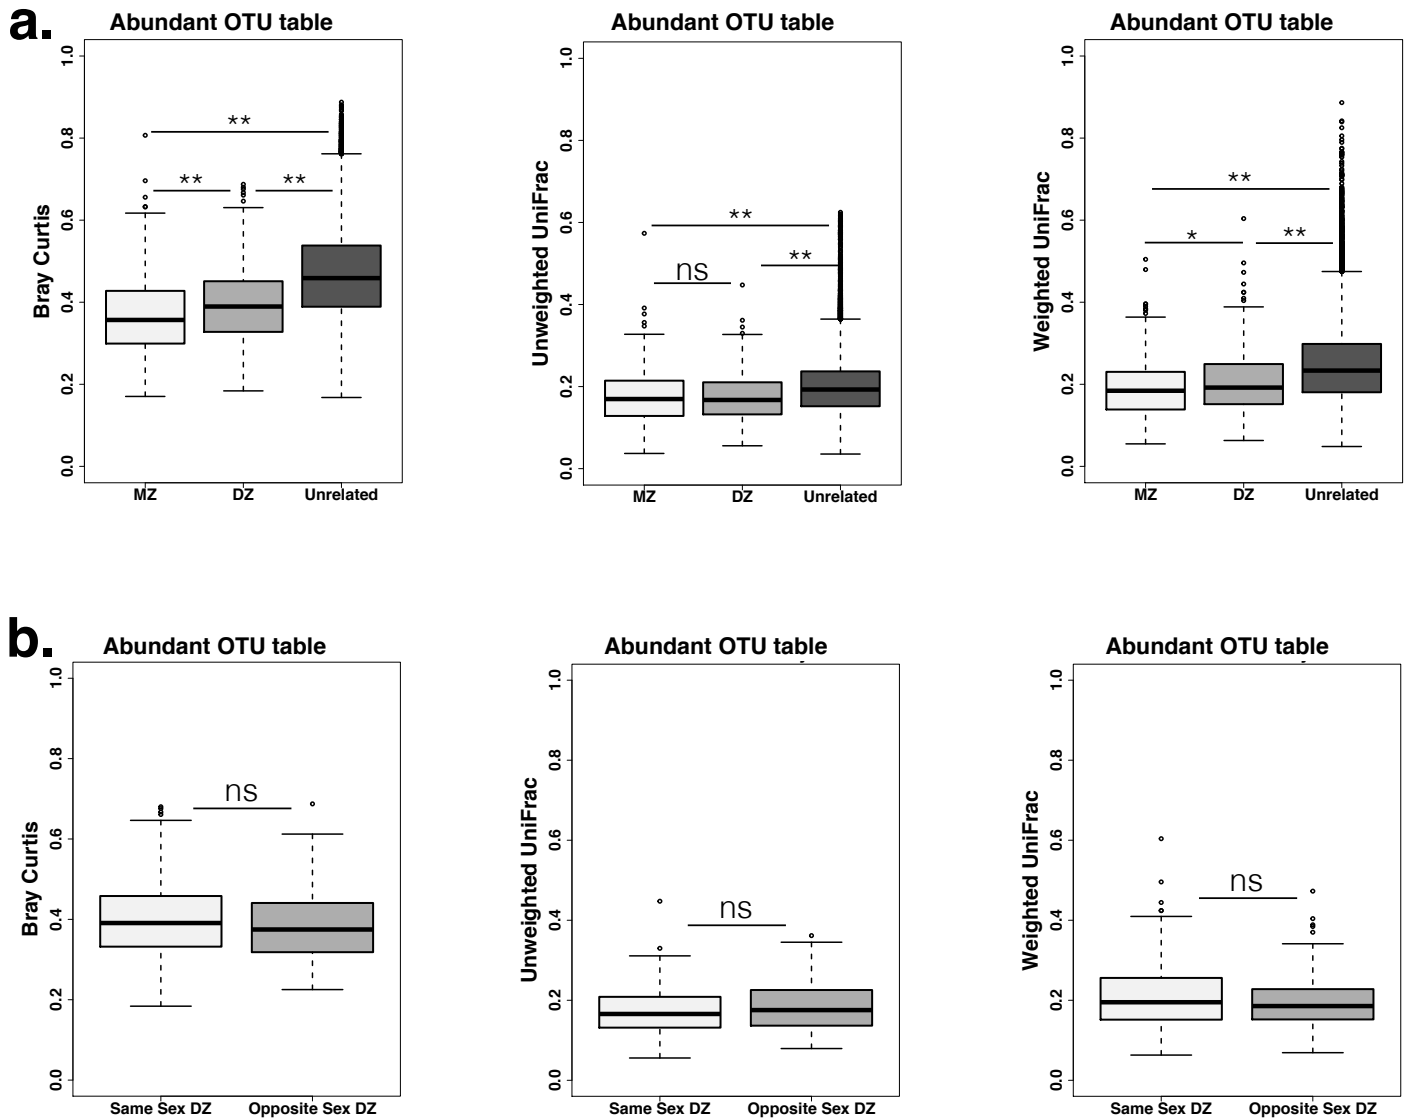 a.
Abundant OTU table
Bray Curtis
0.0 0.2 0.4 0.6 0.8 1.0
**
** **
MZ DZ Unrelated
Abundant OTU table
Unweighted UniFrac
0.0 0.2 0.4 0.6 0.8 1.0
**
ns **
MZ DZ Unrelated
Abundant OTU table
Weighted UniFrac
0.0 0.2 0.4 0.6 0.8 1.0
**
* **
MZ DZ Unrelated
b.
Abundant OTU table
Bray Curtis
0.0 0.2 0.4 0.6 0.8 1.0
ns
Same Sex DZ Opposite Sex DZ
Abundant OTU table
Unweighted UniFrac
0.0 0.2 0.4 0.6 0.8 1.0
ns
Same Sex DZ Opposite Sex DZ
Abundant OTU table
Weighted UniFrac
0.0 0.2 0.4 0.6 0.8 1.0
ns
Same Sex DZ Opposite Sex DZ